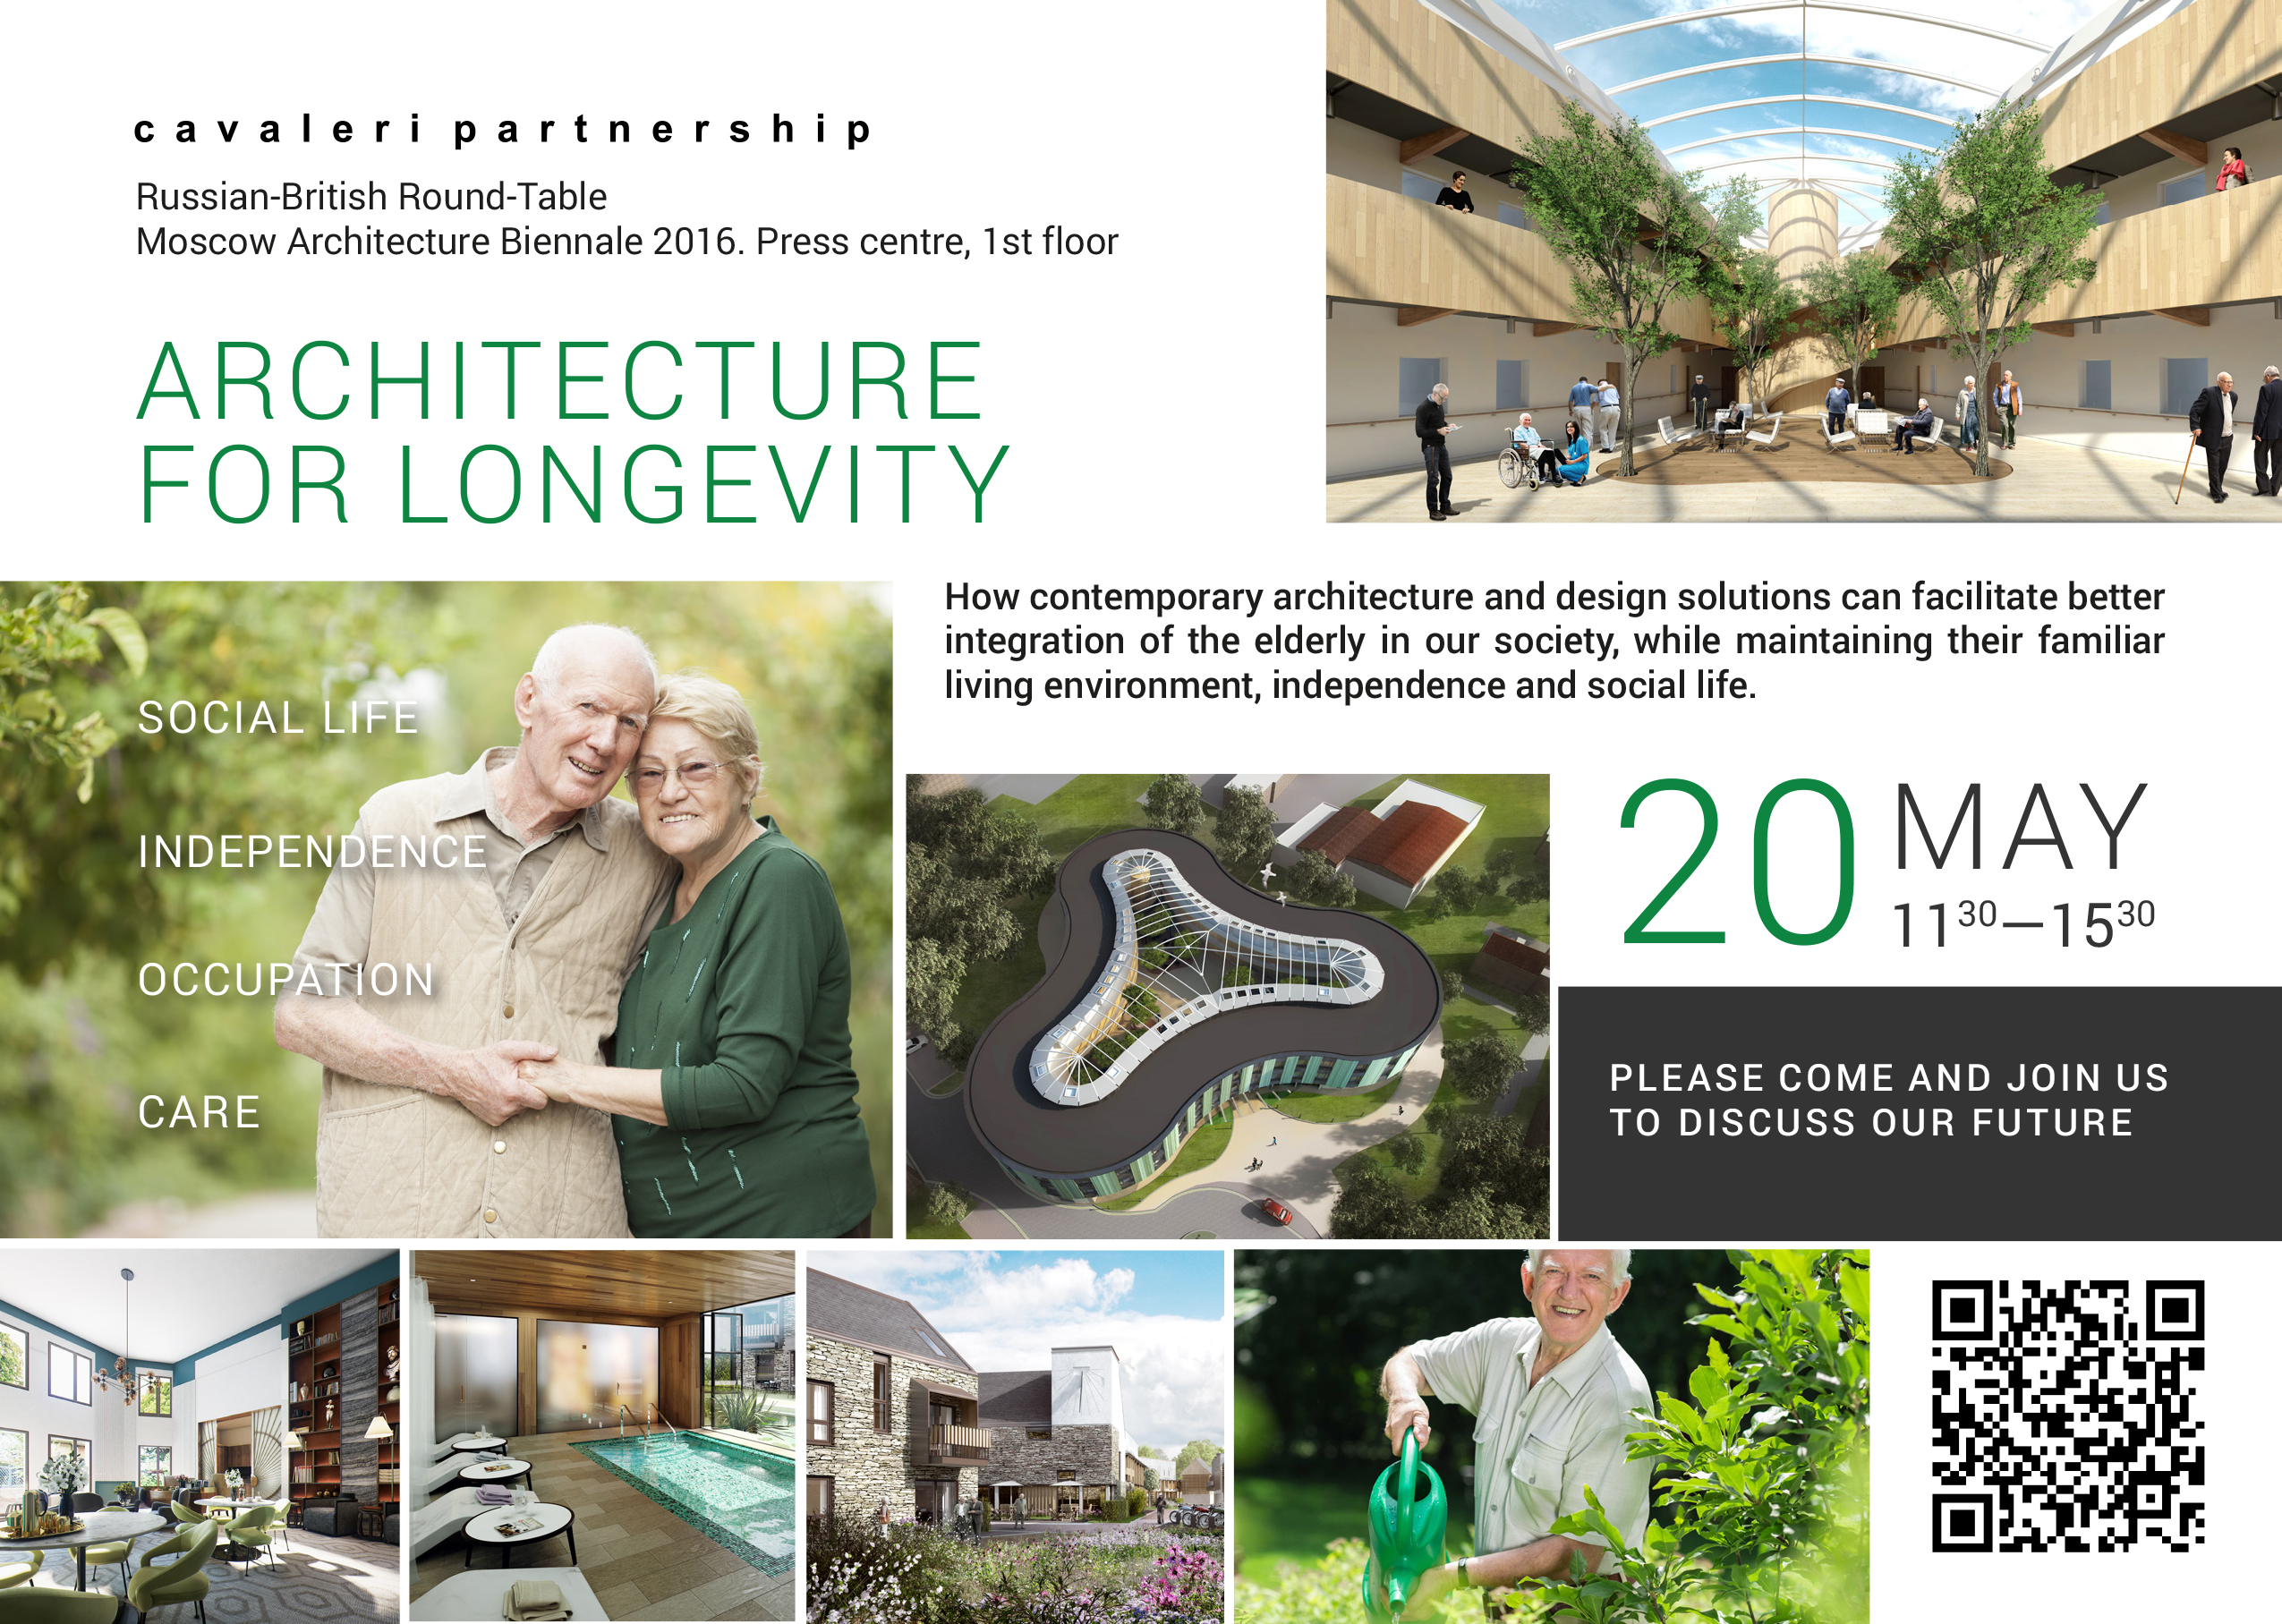 cavaleri partnership
Russian-British Round-Table
Moscow Architecture Biennale 2016. Press centre, 1st floor
ARCHITECTURE
FOR LONGEVITY
How contemporary architecture and design solutions can facilitate better
integration of the elderly in our society, while maintaining their familiar
living environment, independence and social life.
SOCIAL LIFE
INDEPENDENCE
OCCUPATION
CARE
20 MAY
11³⁰—15³⁰
PLEASE COME AND JOIN US
TO DISCUSS OUR FUTURE